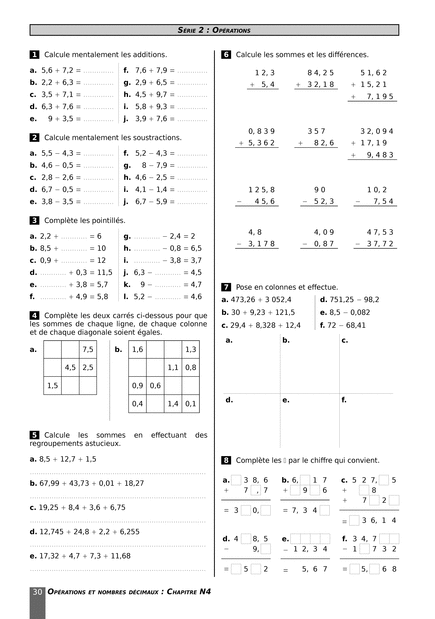 SÉRIE 2 : OPÉRATIONS
1 Calcule mentalement les additions.
a. 5,6 + 7,2 = ............ f. 7,6 + 7,9 = ............
b. 2,2 + 6,3 = ............ g. 2,9 + 6,5 = ............
c. 3,5 + 7,1 = ............ h. 4,5 + 9,7 = ............
d. 6,3 + 7,6 = ............ i. 5,8 + 9,3 = ............
e. 9 + 3,5 = ............ j. 3,9 + 7,6 = ............
2 Calcule mentalement les soustractions.
a. 5,5 − 4,3 = ............ f. 5,2 − 4,3 = ............
b. 4,6 − 0,5 = ............ g. 8 − 7,9 = ............
c. 2,8 − 2,6 = ............ h. 4,6 − 2,5 = ............
d. 6,7 − 0,5 = ............ i. 4,1 − 1,4 = ............
e. 3,8 − 3,5 = ............ j. 6,7 − 5,9 = ............
3 Complète les pointillés.
a. 2,2 + ............ = 6 g. ............ − 2,4 = 2
b. 8,5 + ............ = 10 h. ............ − 0,8 = 6,5
c. 0,9 + ............ = 12 i. ............ − 3,8 = 3,7
d. ............ + 0,3 = 11,5 j. 6,3 − ............ = 4,5
e. ............ + 3,8 = 5,7 k. 9 − ............ = 4,7
f. ............ + 4,9 = 5,8 l. 5,2 − ............ = 4,6
4 Complète les deux carrés ci-dessous pour que
les sommes de chaque ligne, de chaque colonne
et de chaque diagonale soient égales.
a. 7,5
4,5 2,5
1,5
b. 1,6 1,3
1,1 0,8
0,9 0,6
0,4 1,4 0,1
5 Calcule les sommes en effectuant des
regroupements astucieux.
a. 8,5 + 12,7 + 1,5
b. 67,99 + 43,73 + 0,01 + 18,27
c. 19,25 + 8,4 + 3,6 + 6,75
d. 12,745 + 24,8 + 2,2 + 6,255
e. 17,32 + 4,7 + 7,3 + 11,68
6 Calcule les sommes et les différences.
12,3 84,25 51,62
+ 5,4 + 32,18 + 15,21
+ 7,195
0,839 357 32,094
+ 5,362 + 82,6 + 17,19
+ 9,483
125,8 90 10,2
− 45,6 − 52,3 − 7,54
4,8 4,09 47,53
− 3,178 − 0,87 − 37,72
7 Pose en colonnes et effectue.
a. 473,26 + 3 052,4 d. 751,25 − 98,2
b. 30 + 9,23 + 121,5 e. 8,5 − 0,082
c. 29,4 + 8,328 + 12,4 f. 72 − 68,41
a. b. c.
d. e. f.
8 Complète les □ par le chiffre qui convient.
a. □ 3 8, 6 b. 6, □ 1 7 c. 5 2 7, □ 5
+ 7 □, 7 + □ 9 □ 6 + □ 8
+ 7 □ 2 □
= 3 □ 0, □ = 7, 3 4 □
= □ 3 6, 1 4
d. 4 □ 8, 5 e. □ □ □ □ f. 3 4, 7 □ □
− 9, □ − 1 2, 3 4 − 1 □ 7 3 2
= □ 5 □ 2 = 5, 6 7 = □ 5, □ 6 8
30 OPÉRATIONS ET NOMBRES DÉCIMAUX : CHAPITRE N4